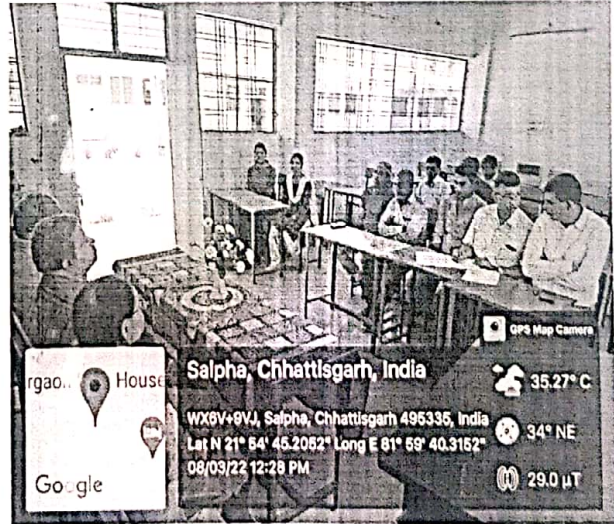 GPS Map Camera
Salpha, Chhattisgarh, India
35.27° C
WX6V+9VJ, Salpha, Chhattisgarh 495335, India
Lat N 21° 54' 45.2052" Long E 81° 59' 40.3152"
08/03/22 12:28 PM
34° NE
29.0 µT
rgao..
House
Google